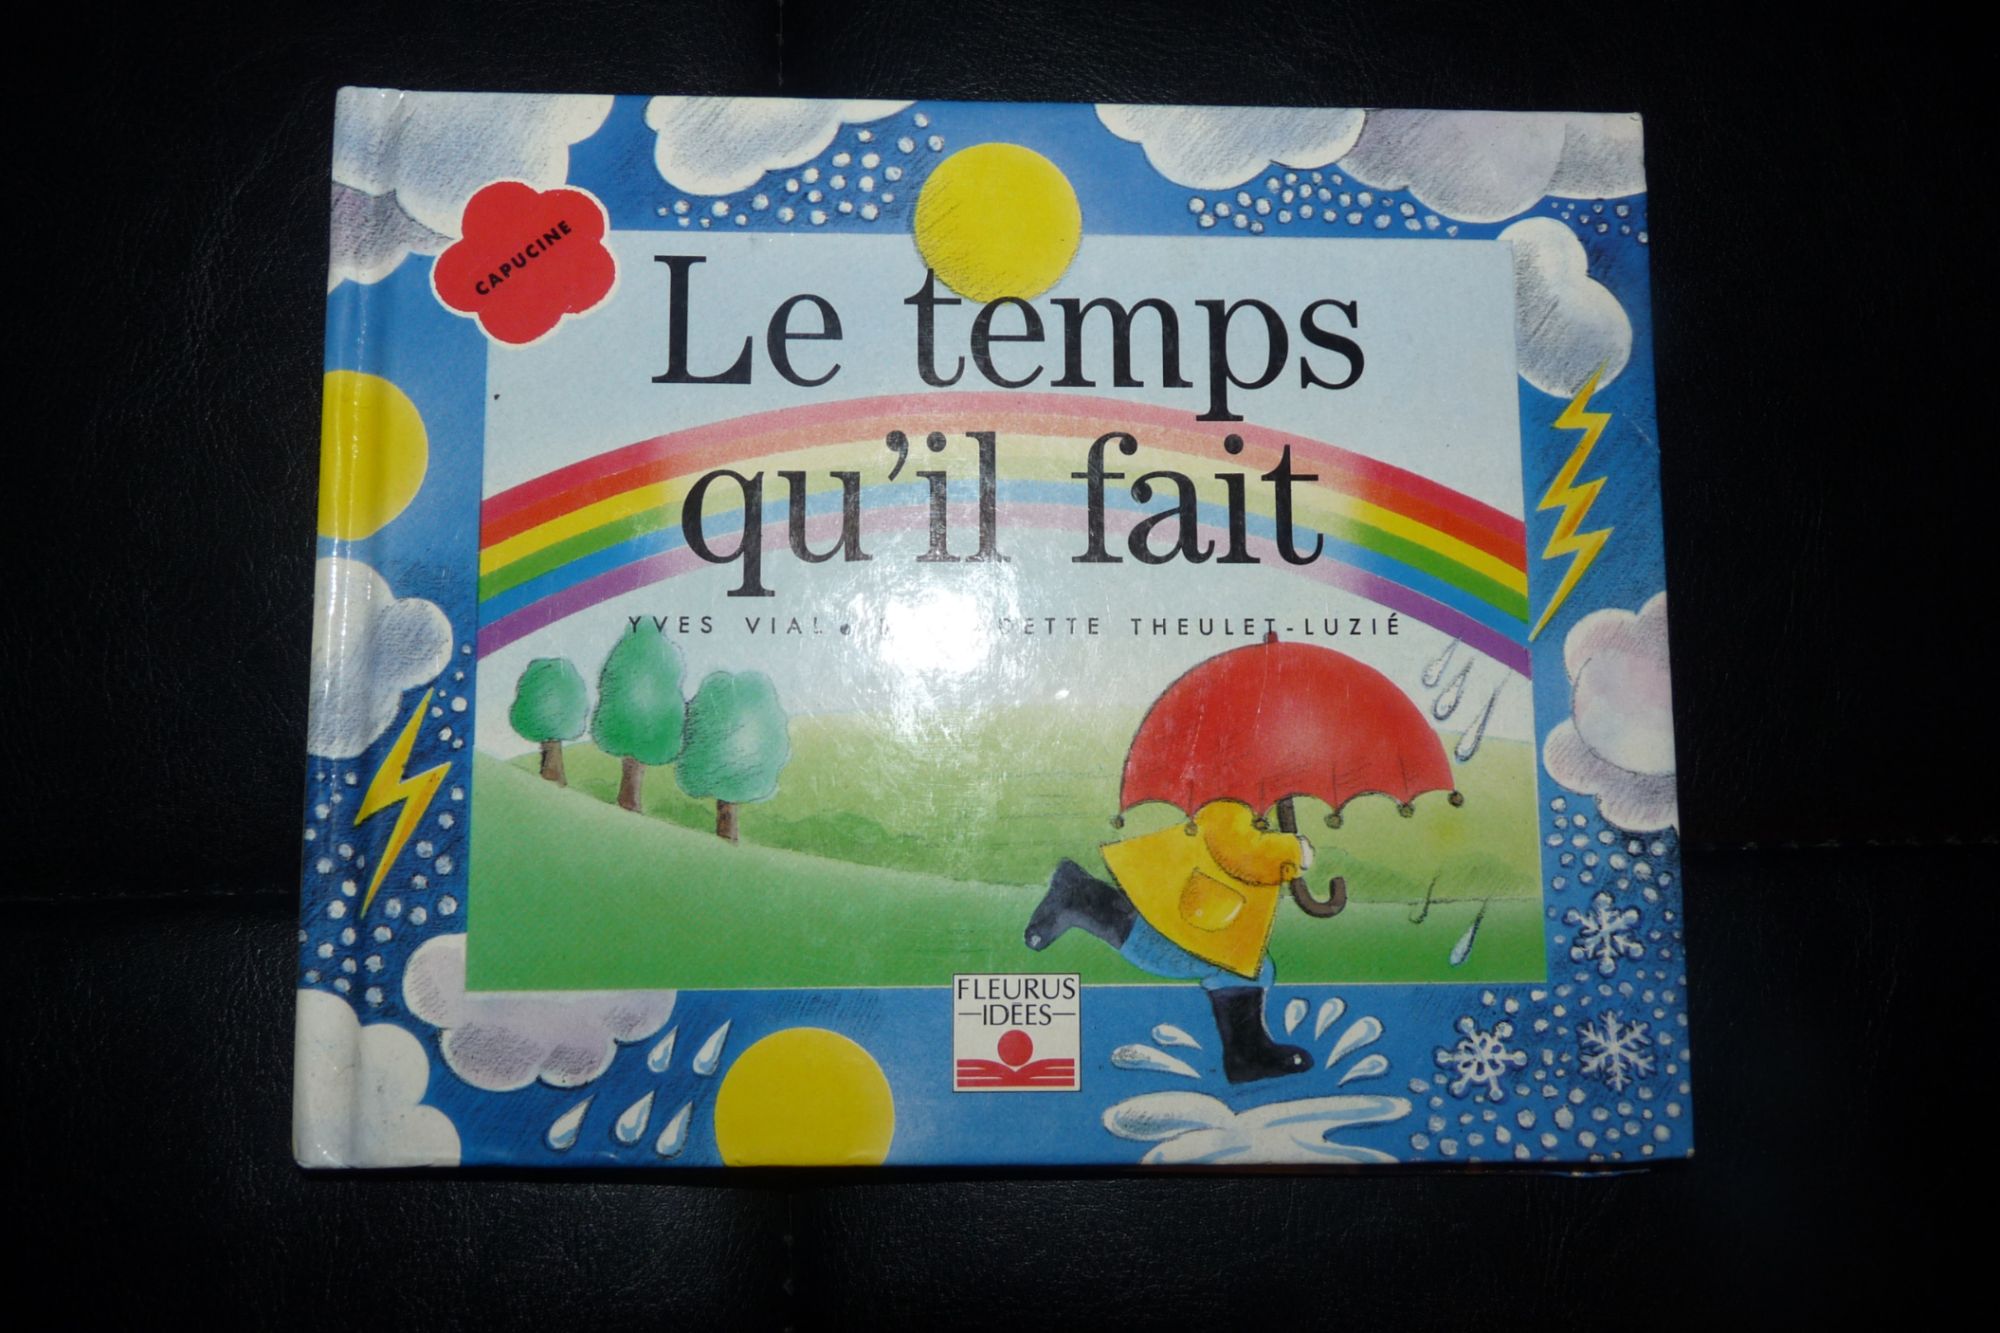 CAPUCINE
Le temps
qu'il fait
YVES VIAL THEULET-LUZIÉ
FLEURUS
IDÉES